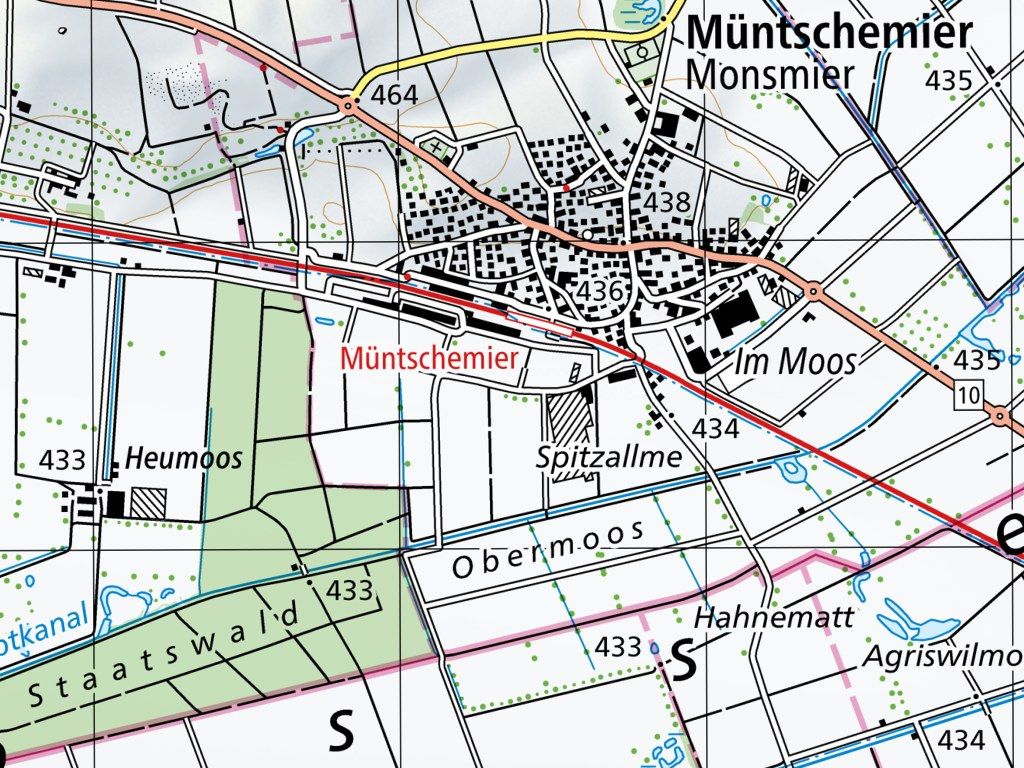 Müntschemier
Monsmier
435
464
438
436
Müntschemier
Im Moos
435
10
434
433
Heumoos
Spitzallme
Obermoos
433
Staatswald
Hahnematt
433
S
S
434